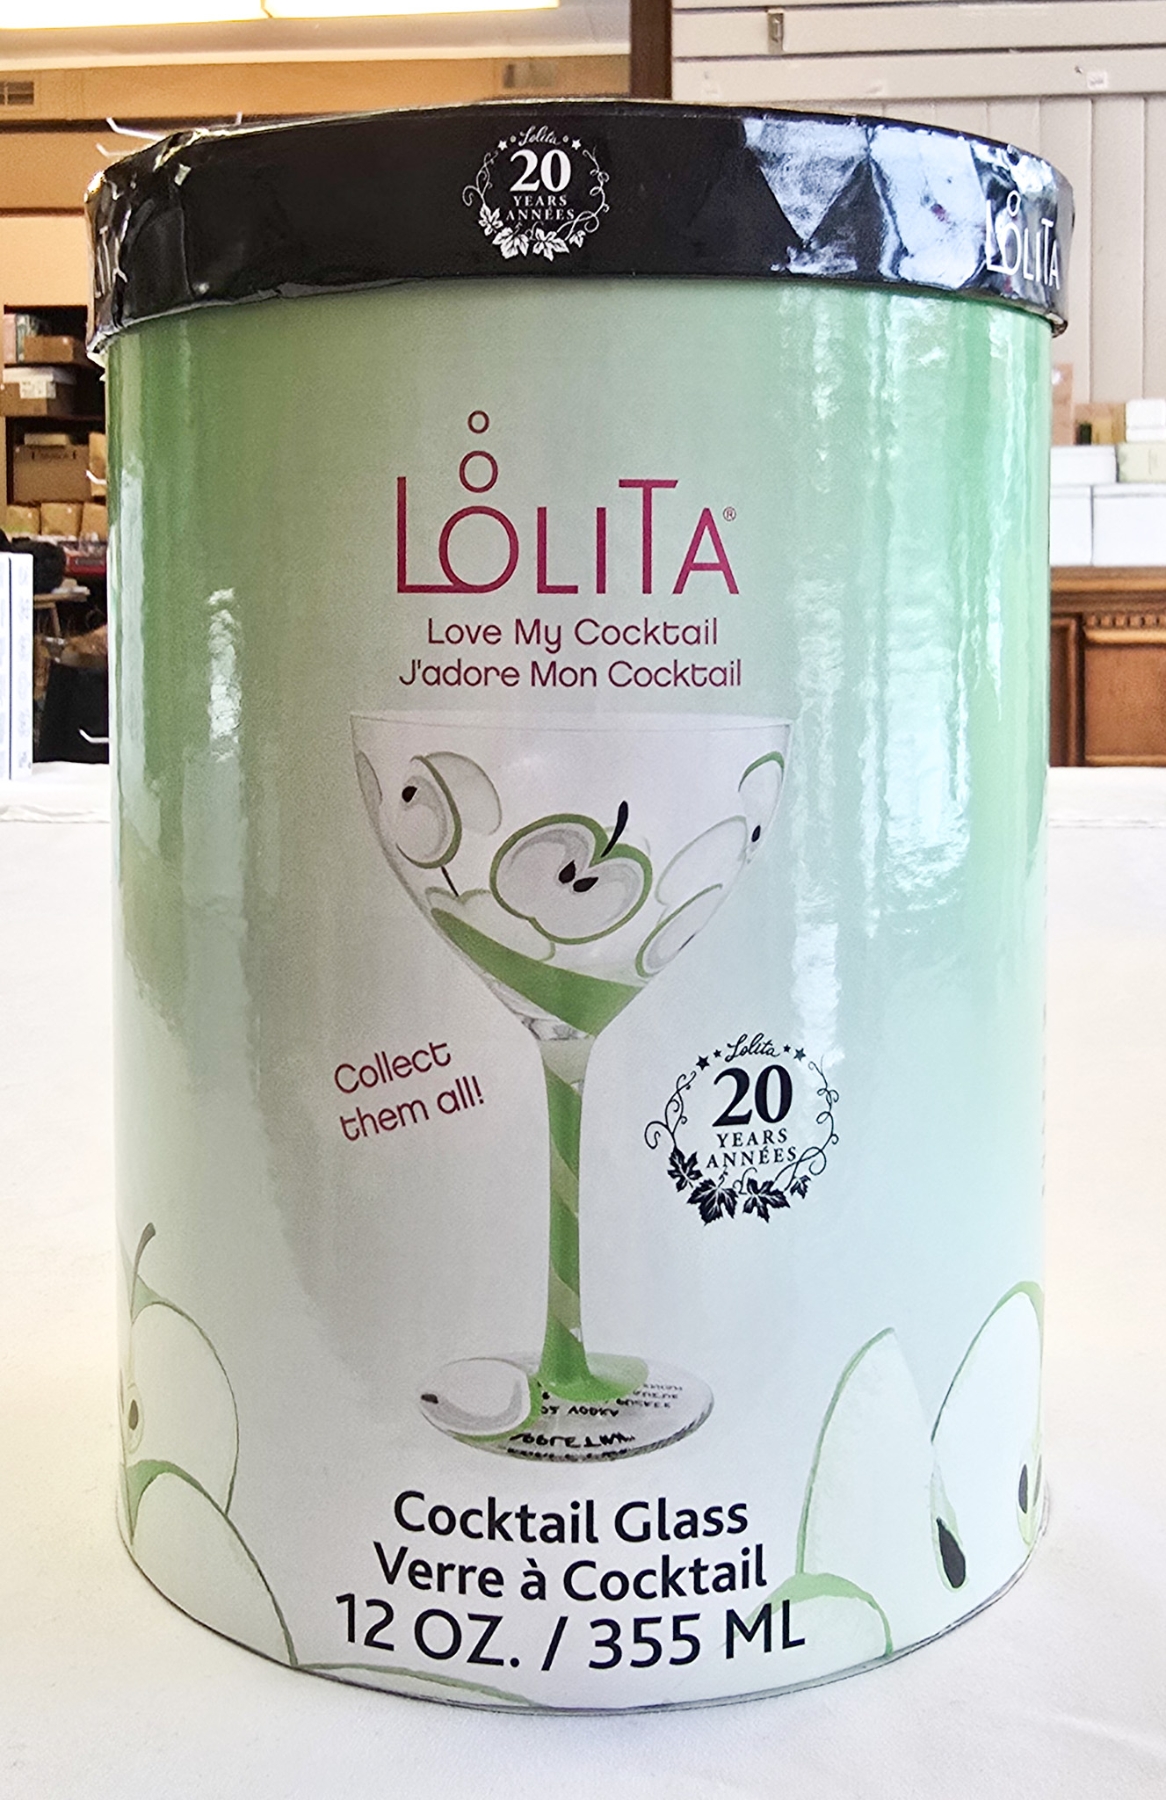 Lolita
20
YEARS
ANNÉES
LOLITA
LOLITA®
Love My Cocktail
J'adore Mon Cocktail
Collect
them all!
Lolita
20
YEARS
ANNÉES
VODKA
Cocktail Glass
Verre à Cocktail
12 OZ. / 355 ML